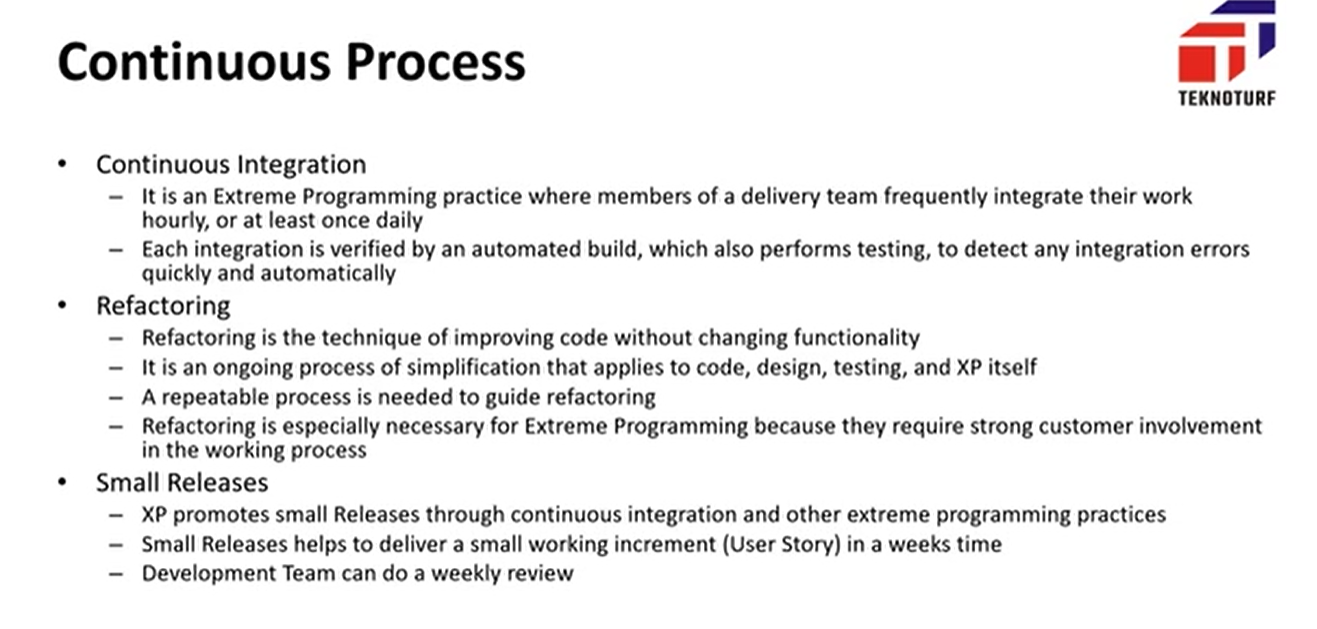 Continuous Process
TEKNOTURF
• Continuous Integration
– It is an Extreme Programming practice where members of a delivery team frequently integrate their work
hourly, or at least once daily
– Each integration is verified by an automated build, which also performs testing, to detect any integration errors
quickly and automatically
• Refactoring
– Refactoring is the technique of improving code without changing functionality
– It is an ongoing process of simplification that applies to code, design, testing, and XP itself
– A repeatable process is needed to guide refactoring
– Refactoring is especially necessary for Extreme Programming because they require strong customer involvement
in the working process
• Small Releases
– XP promotes small Releases through continuous integration and other extreme programming practices
– Small Releases helps to deliver a small working increment (User Story) in a weeks time
– Development Team can do a weekly review